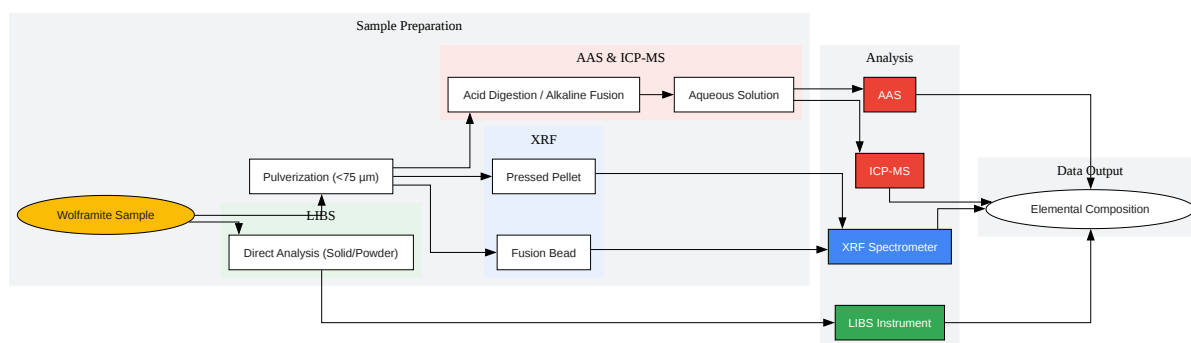 Sample Preparation
AAS & ICP-MS
Analysis
Acid Digestion / Alkaline Fusion
Aqueous Solution
AAS
XRF
Pulverization (<75 µm)
Pressed Pellet
ICP-MS
Data Output
Wolframite Sample
LIBS
Elemental Composition
Direct Analysis (Solid/Powder)
Fusion Bead
XRF Spectrometer
LIBS Instrument